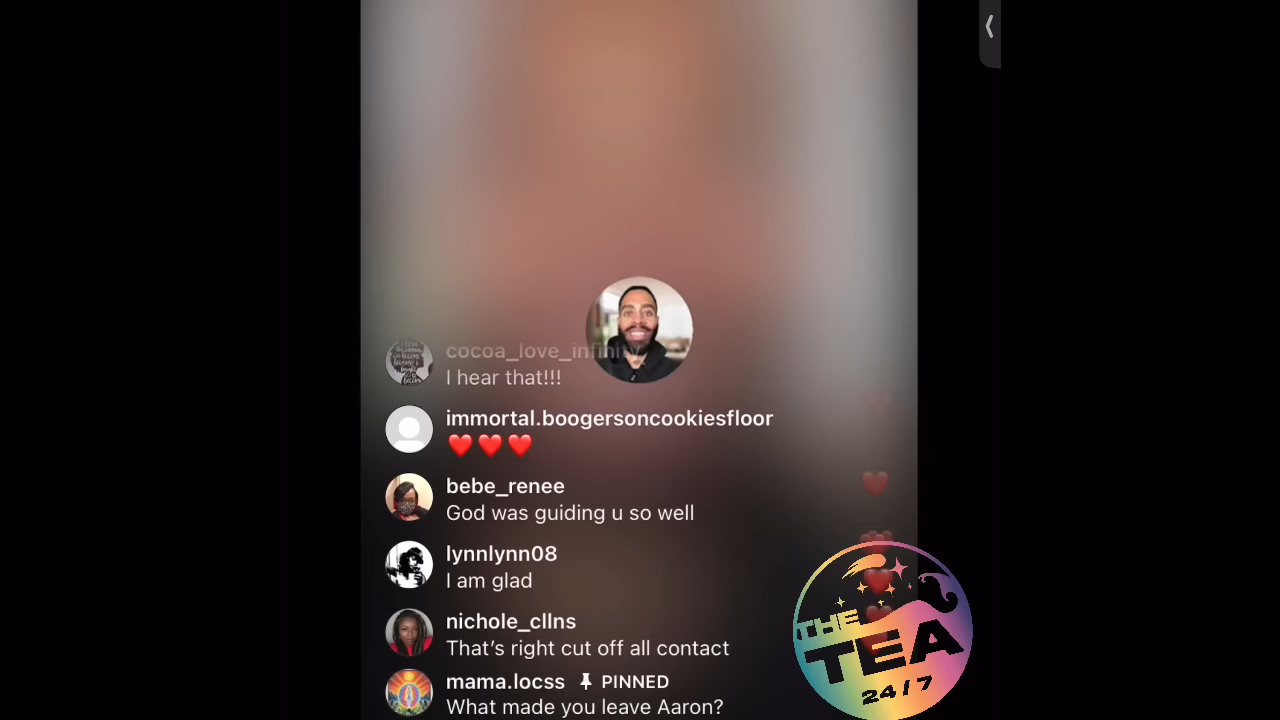 cocoa_love_infinity
I hear that!!!
immortal.boogersoncookiesfloor
❤️ ❤️ ❤️
bebe_renee
God was guiding u so well
lynnlynn08
I am glad
nichole_cllns
That’s right cut off all contact
mama.locss PINNED
What made you leave Aaron?
THE
TEA
24/7